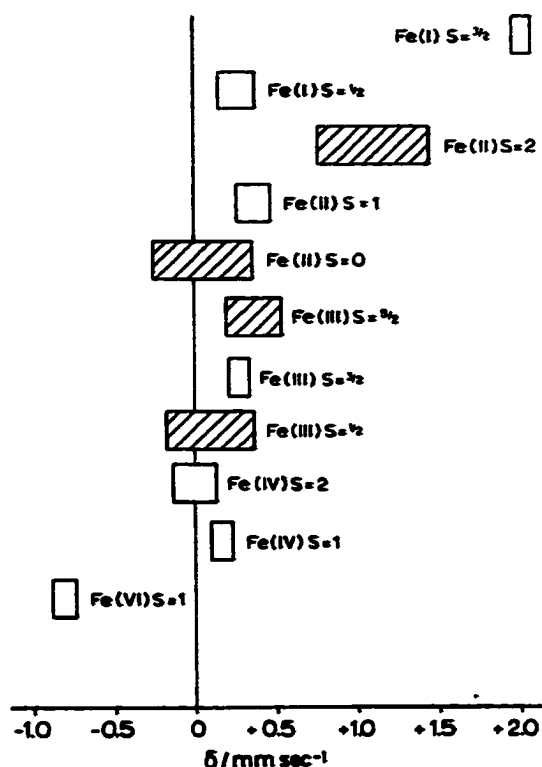 Fe(I) S=3/2
Fe(I) S=1/2
Fe(II) S=2
Fe(II) S=1
Fe(II) S=0
Fe(III) S=5/2
Fe(III) S=3/2
Fe(III) S=1/2
Fe(IV) S=2
Fe(IV) S=1
Fe(VI) S=1
-1.0 -0.5 0 +0.5 +1.0 +1.5 +2.0
δ/mm sec⁻¹